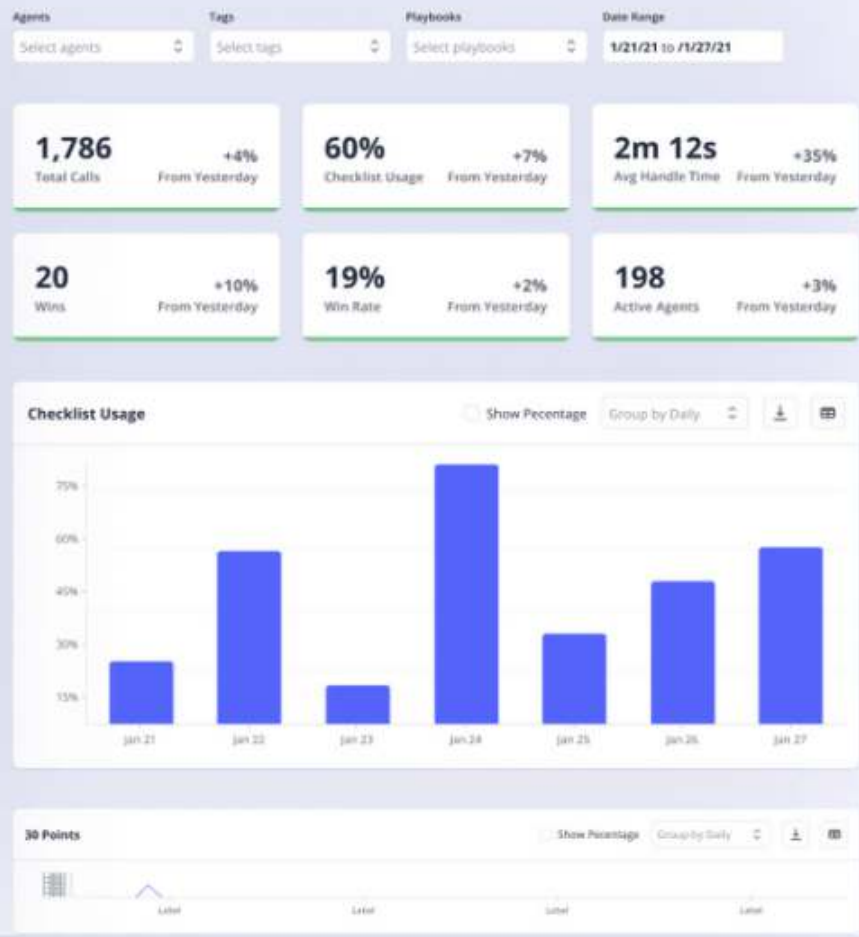 Agents Tags Playbooks Date Range
Select agents Select tags Select playbooks 1/21/21 to /1/27/21
1,786 +4% 60% +7% 2m 12s +35%
Total Calls From Yesterday Checklist Usage From Yesterday Avg Handle Time From Yesterday
20 +10% 19% +2% 198 +3%
Wins From Yesterday Win Rate From Yesterday Active Agents From Yesterday
Checklist Usage Show Pecentage Group by Daily
75%
60%
45%
30%
15%
Jan 21 Jan 22 Jan 23 Jan 24 Jan 25 Jan 26 Jan 27
30 Points Show Pecentage Group by Daily
Label Label Label Label